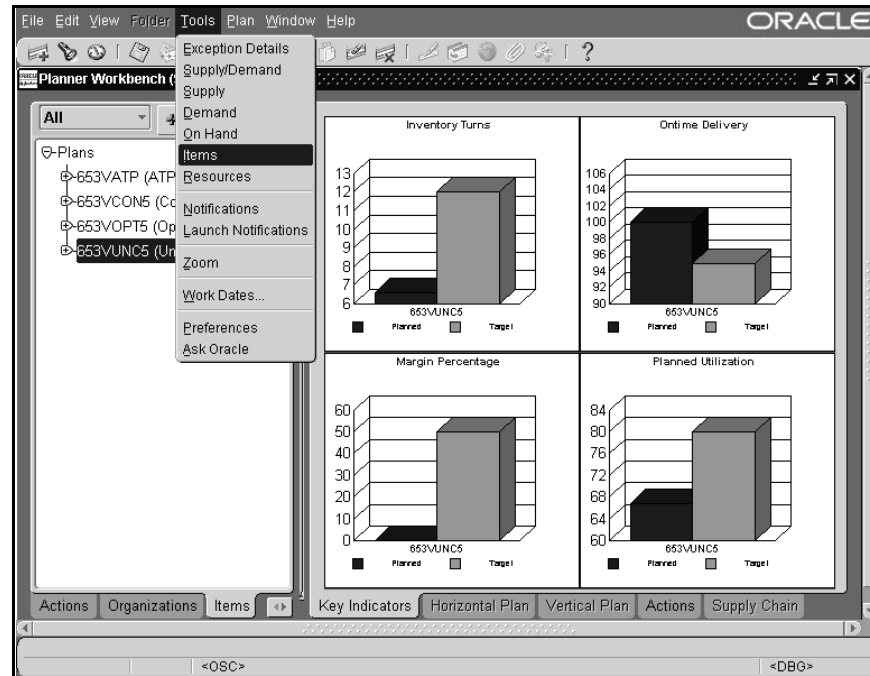 File Edit View Folder Tools Plan Window Help
ORACLE
Planner Workbench (
All
Plans
653VATP (ATP
653VCON5 (Co
653VOPT5 (Op
653VUNC5 (Un
Exception Details
Supply/Demand
Supply
Demand
On Hand
Items
Resources
Notifications
Launch Notifications
Zoom
Work Dates...
Preferences
Ask Oracle
Inventory Turns
13
12
11
10
9
8
7
6
653VUNC5
Planned Target
Ontime Delivery
106
104
102
100
98
96
94
92
90
653VUNC5
Planned Target
Margin Percentage
60
50
40
30
20
10
0
653VUNC5
Planned Target
Planned Utilization
84
80
76
72
68
64
60
653VUNC5
Planned Target
Actions Organizations Items
Key Indicators Horizontal Plan Vertical Plan Actions Supply Chain
<OSC> <DBG>